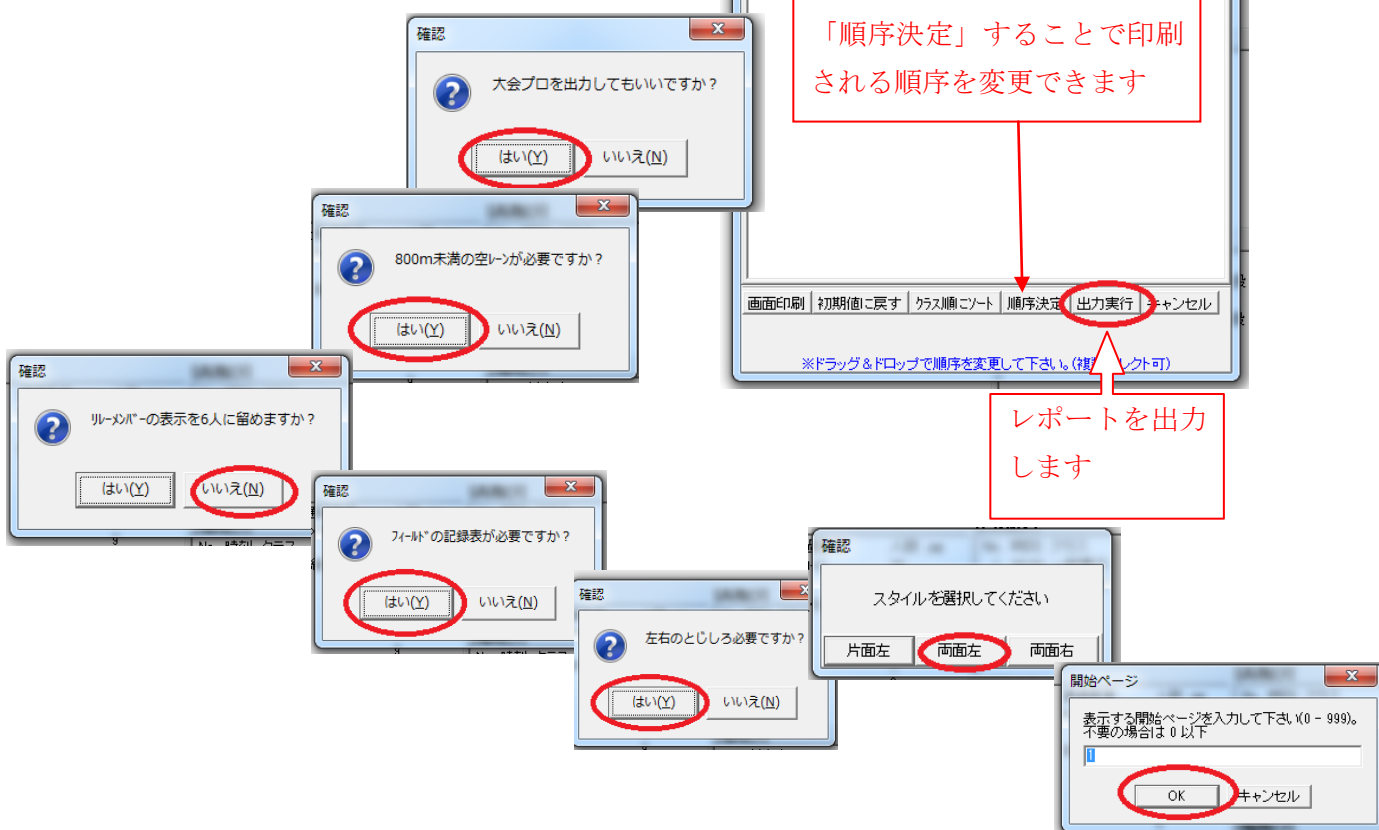 「順序決定」することで印刷
される順序を変更できます
確認
大会プロを出力してもいいですか?
はい(Y)
いいえ(N)
確認
800m未満の空レーンが必要ですか?
はい(Y)
いいえ(N)
画面印刷
初期値に戻す
クラス順にソート
順序決定
出力実行
キャンセル
※ドラッグ&ドロップで順序を変更して下さい。(複数セレクト可)
レポートを出力
します
確認
リレーメンバーの表示を6人に留めますか?
はい(Y)
いいえ(N)
確認
フィールドの記録表が必要ですか?
はい(Y)
いいえ(N)
確認
左右のとじしろ必要ですか?
はい(Y)
いいえ(N)
確認
スタイルを選択してください
片面左
両面左
両面右
開始ページ
表示する開始ページを入力して下さい(0 - 999)。
不要の場合は 0 以下
1
OK
キャンセル